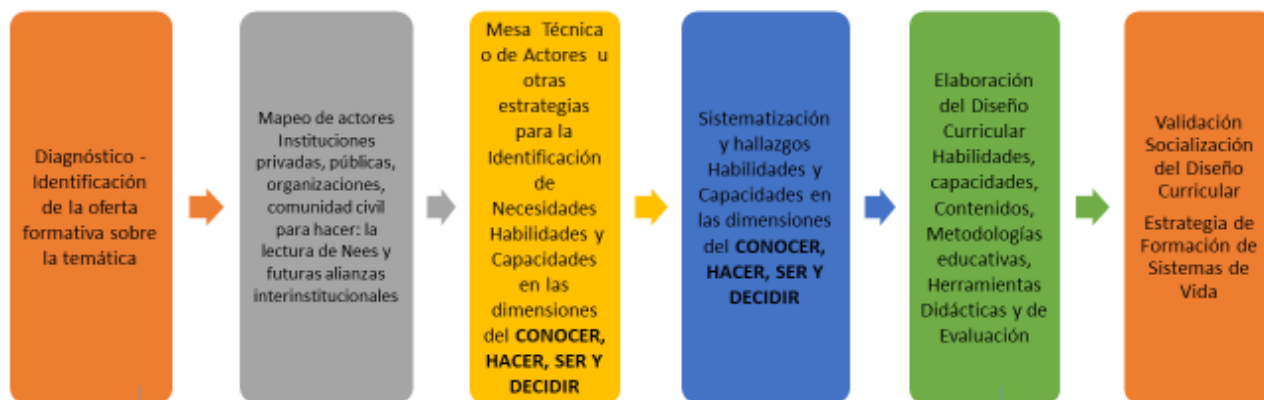 Diagnóstico -
Identificación
de la oferta
formativa sobre
la temática
Mapeo de actores
Instituciones
privadas, públicas,
organizaciones,
comunidad civil
para hacer: la
lectura de Nees y
futuras alianzas
interinstitucionales
Mesa Técnica
o de Actores u
otras
estrategias
para la
Identificación
de
Necesidades
Habilidades y
Capacidades
en las
dimensiones
del CONOCER,
HACER, SER Y
DECIDIR
Sistematización
y hallazgos
Habilidades y
Capacidades en
las dimensiones
del CONOCER,
HACER, SER Y
DECIDIR
Elaboración
del Diseño
Curricular
Habilidades,
capacidades,
Contenidos,
Metodologías
educativas,
Herramientas
Didácticas y de
Evaluación
Validación
Socialización
del Diseño
Curricular
Estrategia de
Formación de
Sistemas de
Vida